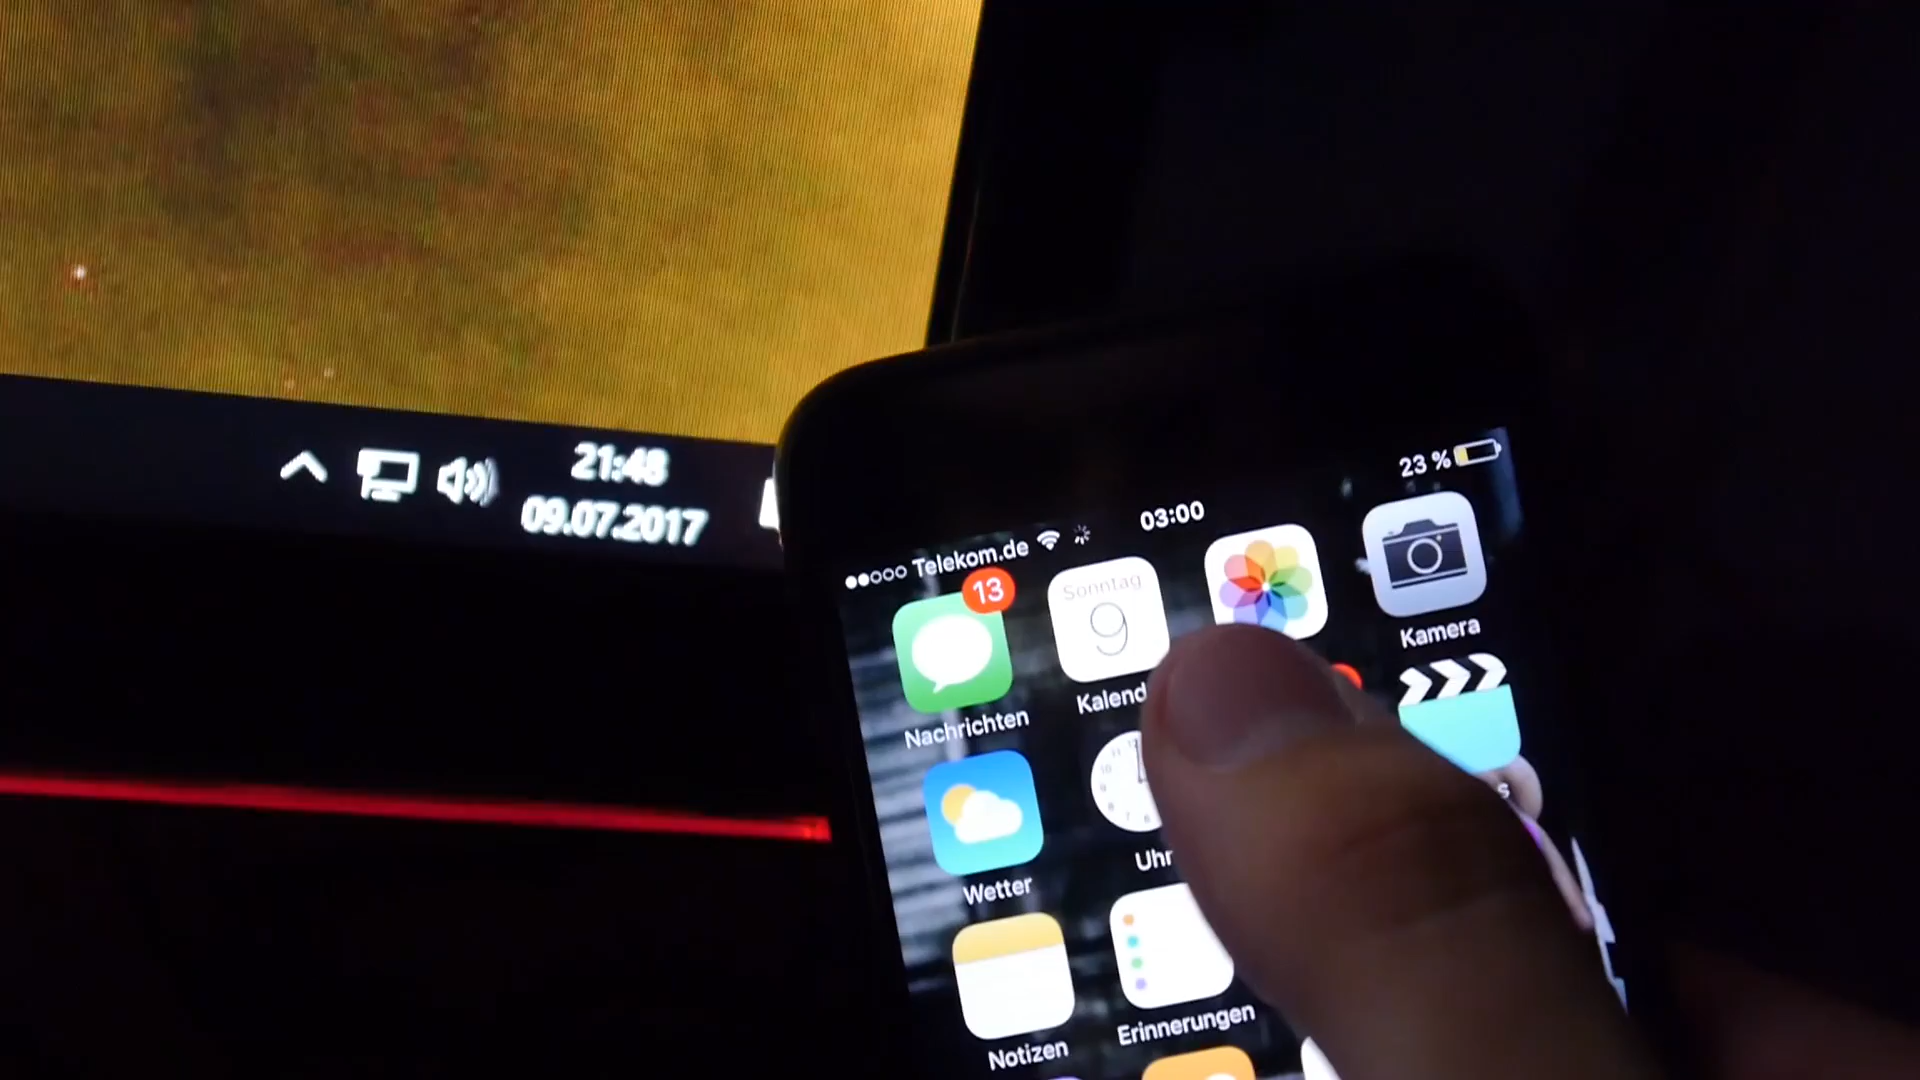 21:48
09.07.2017
Telekom.de 03:00 23 %
13
Sonntag
9
Nachrichten
Kalend
Kamera
Wetter
Uhr
s
Notizen
Erinnerungen